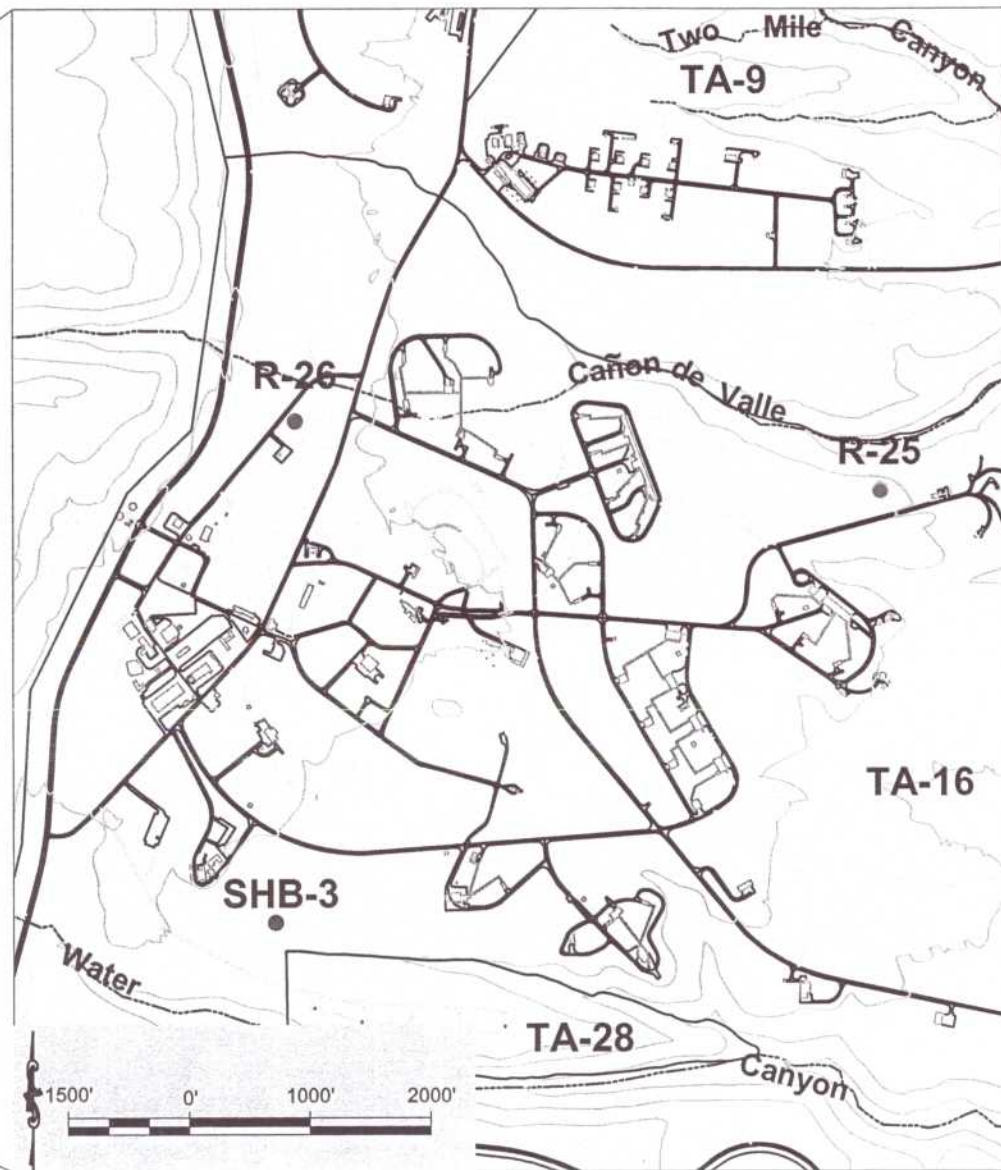 Two Mile Canyon
TA-9
R-26
Cañon de Valle
R-25
TA-16
SHB-3
Water
TA-28
Canyon
1500' 0' 1000' 2000'